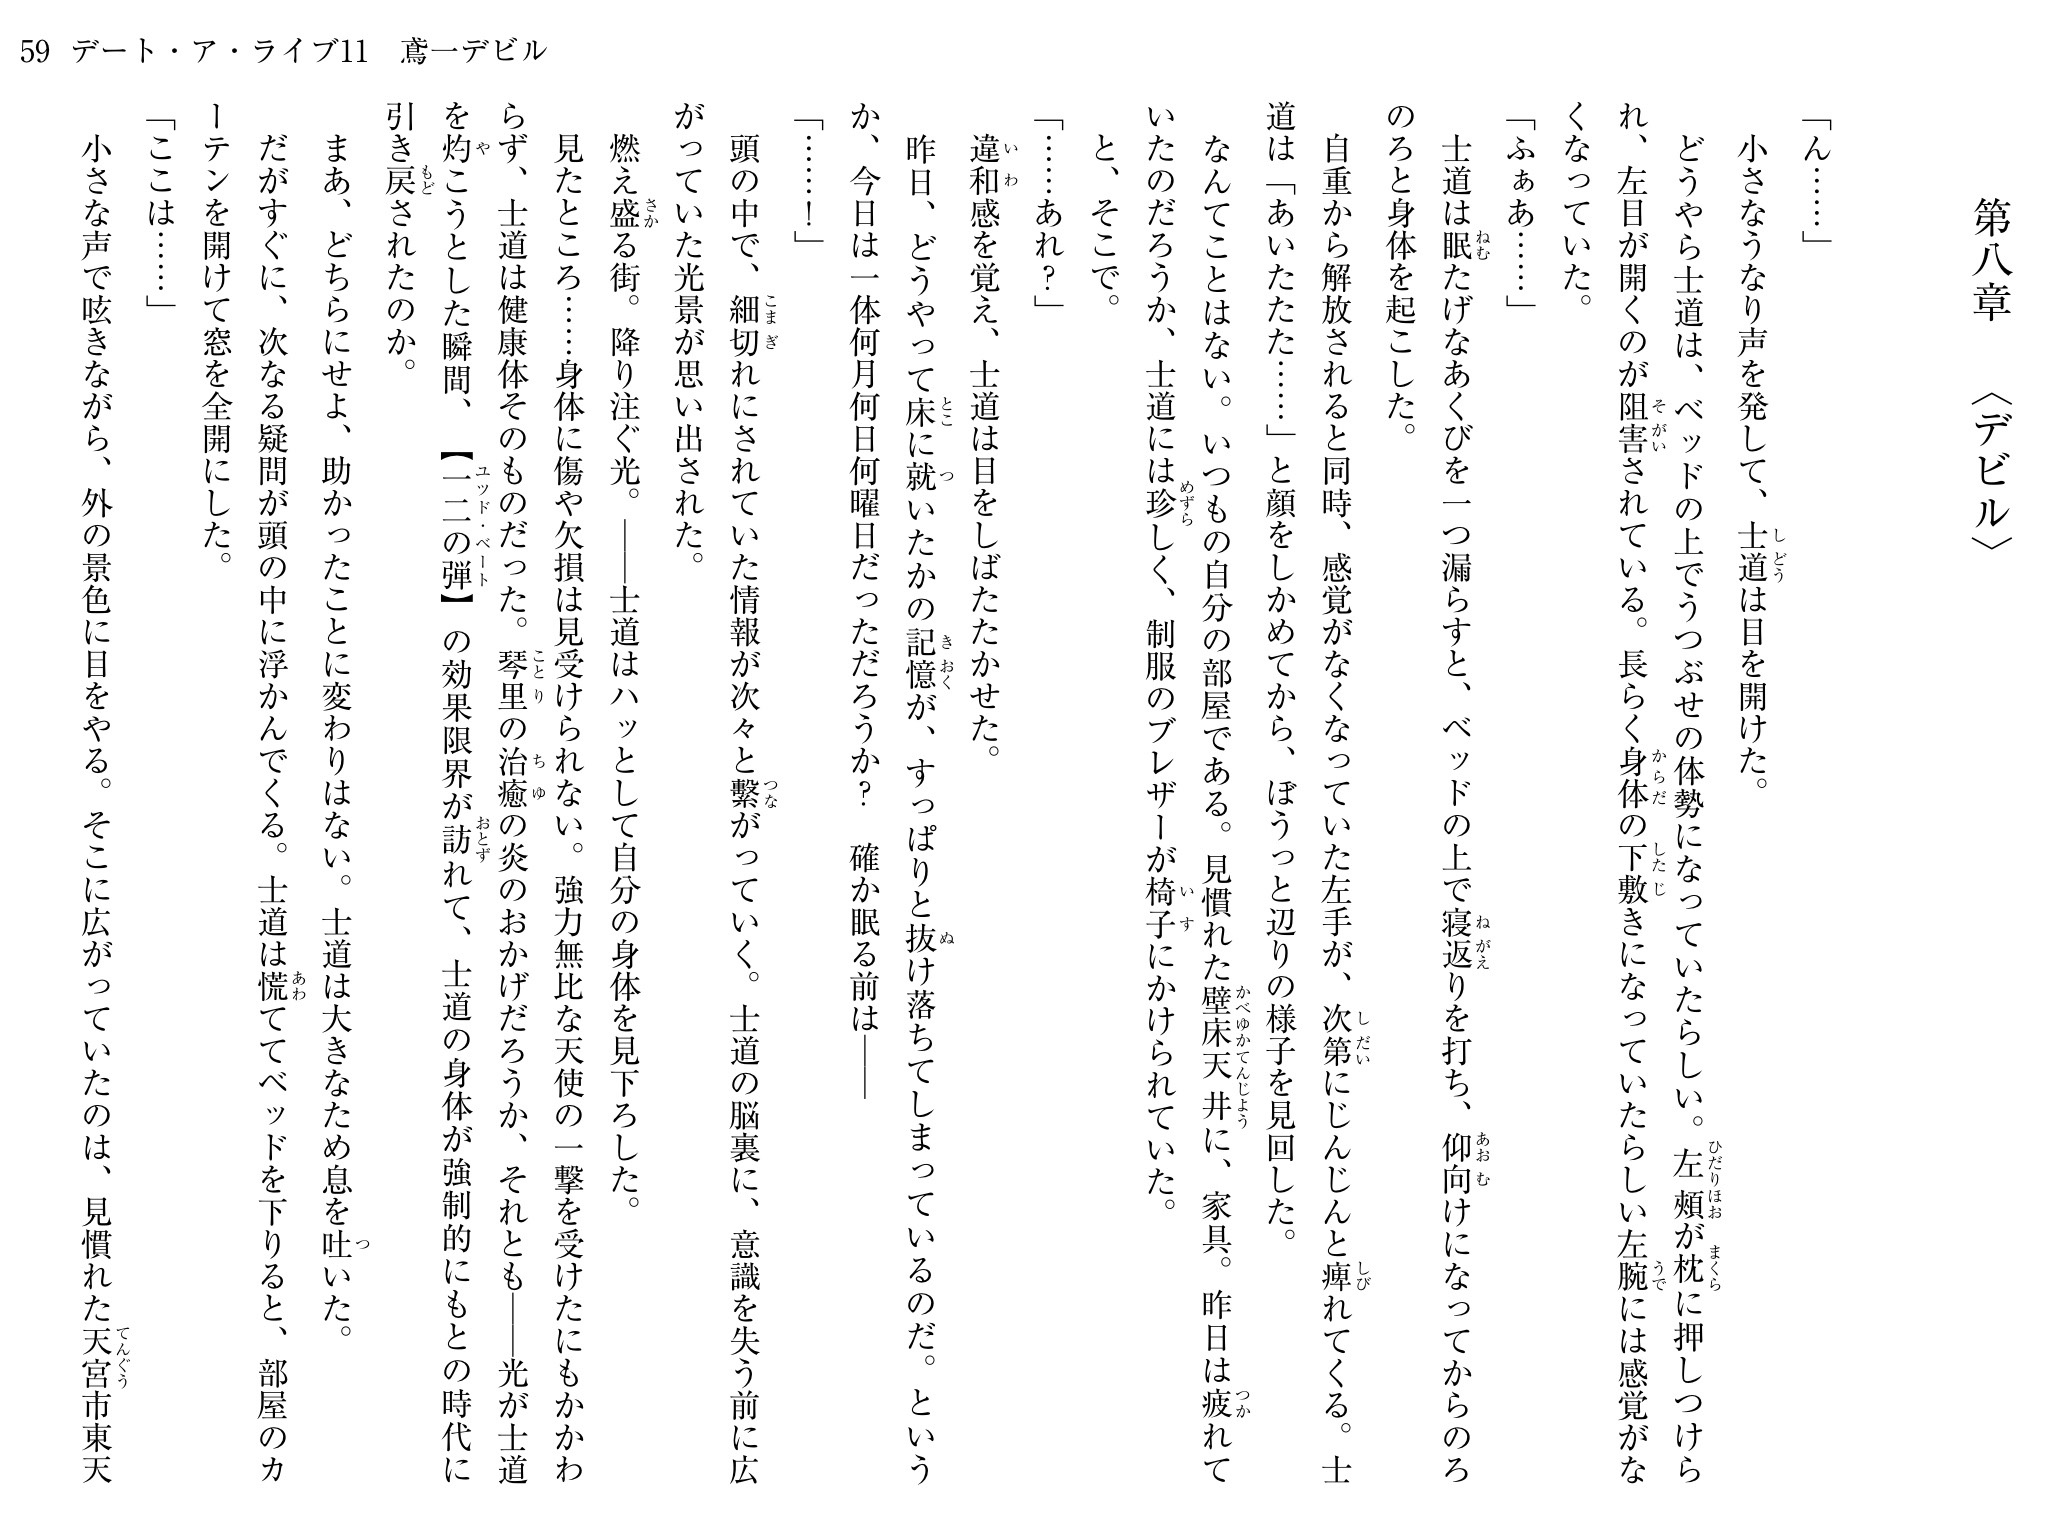 59 デート・ア・ライブ11　鳶一デビル
第八章　〈デビル〉
「ん……」
　小さなうなり声を発して、士道は目を開けた。
　どうやら士道は、ベッドの上でうつぶせの体勢になっていたらしい。左頬が枕に押しつけら
れ、左目が開くのが阻害されている。長らく身体の下敷きになっていたらしい左腕には感覚がな
くなっていた。
「ふぁあ……」
　士道は眠たげなあくびを一つ漏らすと、ベッドの上で寝返りを打ち、仰向けになってからのろ
のろと身体を起こした。
　自重から解放されると同時、感覚がなくなっていた左手が、次第にじんじんと痺れてくる。士
道は「あいたたた……」と顔をしかめてから、ぼうっと辺りの様子を見回した。
　なんてことはない。いつもの自分の部屋である。見慣れた壁床天井に、家具。昨日は疲れて
いたのだろうか、士道には珍しく、制服のブレザーが椅子にかけられていた。
　と、そこで。
「……あれ？」
　違和感を覚え、士道は目をしばたたかせた。
　昨日、どうやって床に就いたかの記憶が、すっぱりと抜け落ちてしまっているのだ。という
か、今日は一体何月何日何曜日だっただろうか？　確か眠る前は――
「……！」
　頭の中で、細切れにされていた情報が次々と繋がっていく。士道の脳裏に、意識を失う前に広
がっていた光景が思い出された。
　燃え盛る街。降り注ぐ光。――士道はハッとして自分の身体を見下ろした。
　見たところ……身体に傷や欠損は見受けられない。強力無比な天使の一撃を受けたにもかかわ
らず、士道は健康体そのものだった。琴里の治癒の炎のおかげだろうか、それとも――光が士道
を灼こうとした瞬間、【一二の弾】の効果限界が訪れて、士道の身体が強制的にもとの時代に
引き戻されたのか。
　まあ、どちらにせよ、助かったことに変わりはない。士道は大きなため息を吐いた。
　だがすぐに、次なる疑問が頭の中に浮かんでくる。士道は慌ててベッドを下りると、部屋のカ
ーテンを開けて窓を全開にした。
「ここは……」
　小さな声で呟きながら、外の景色に目をやる。そこに広がっていたのは、見慣れた天宮市東天